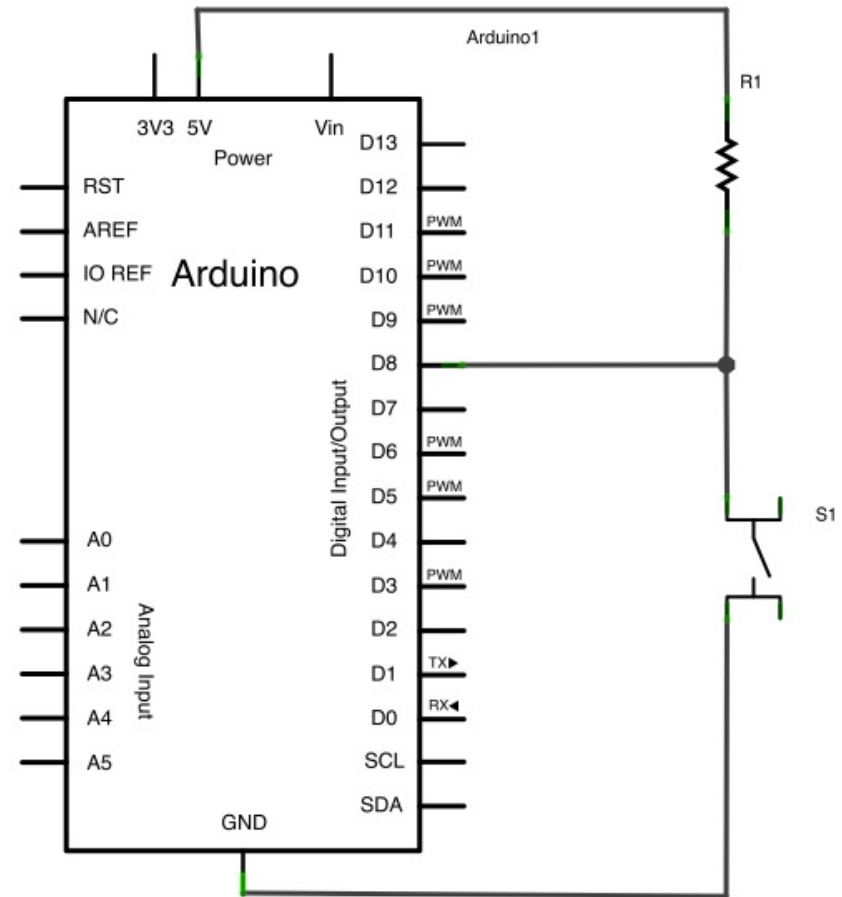 Arduino1
R1
3V3 5V Vin
Power
D13
RST
D12
AREF
D11 PWM
IO REF
Arduino
D10 PWM
N/C
D9 PWM
D8
D7
Digital Input/Output
D6 PWM
D5 PWM
S1
A0
D4
A1
D3 PWM
Analog Input
A2
D2
A3
D1 TX
A4
D0 RX
A5
SCL
SDA
GND